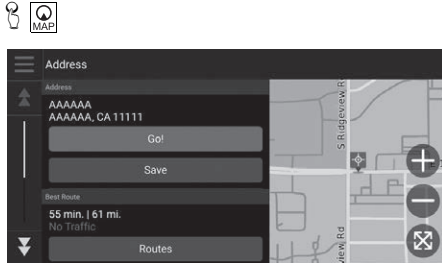 MAP
Address
Address
AAAAAA
AAAAAA, CA 11111
Go!
Save
Best Route
55 min. | 61 mi.
No Traffic
Routes
S Ridgeview R
view Rd